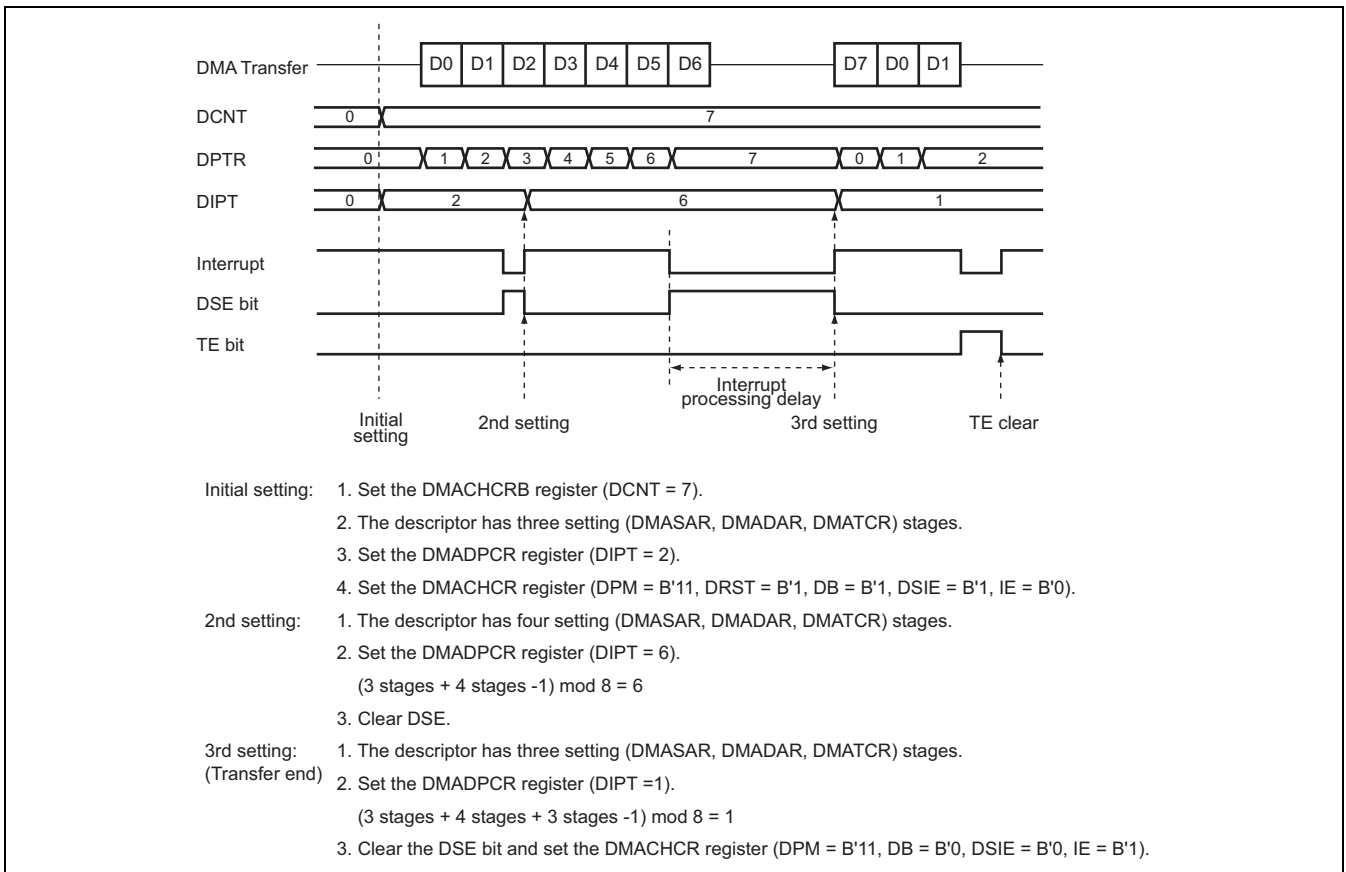 DMA Transfer D0 D1 D2 D3 D4 D5 D6 D7 D0 D1
DCNT 0 7
DPTR 0 1 2 3 4 5 6 7 0 1 2
DIPT 0 2 6 1
Interrupt
DSE bit
TE bit
Interrupt
processing delay
Initial
setting
2nd setting
3rd setting
TE clear
Initial setting: 1. Set the DMACHCRB register (DCNT = 7).
2. The descriptor has three setting (DMASAR, DMADAR, DMATCR) stages.
3. Set the DMADPCR register (DIPT = 2).
4. Set the DMACHCR register (DPM = B'11, DRST = B'1, DB = B'1, DSIE = B'1, IE = B'0).
2nd setting: 1. The descriptor has four setting (DMASAR, DMADAR, DMATCR) stages.
2. Set the DMADPCR register (DIPT = 6).
(3 stages + 4 stages -1) mod 8 = 6
3. Clear DSE.
3rd setting: 1. The descriptor has three setting (DMASAR, DMADAR, DMATCR) stages.
(Transfer end) 2. Set the DMADPCR register (DIPT =1).
(3 stages + 4 stages + 3 stages -1) mod 8 = 1
3. Clear the DSE bit and set the DMACHCR register (DPM = B'11, DB = B'0, DSIE = B'0, IE = B'1).